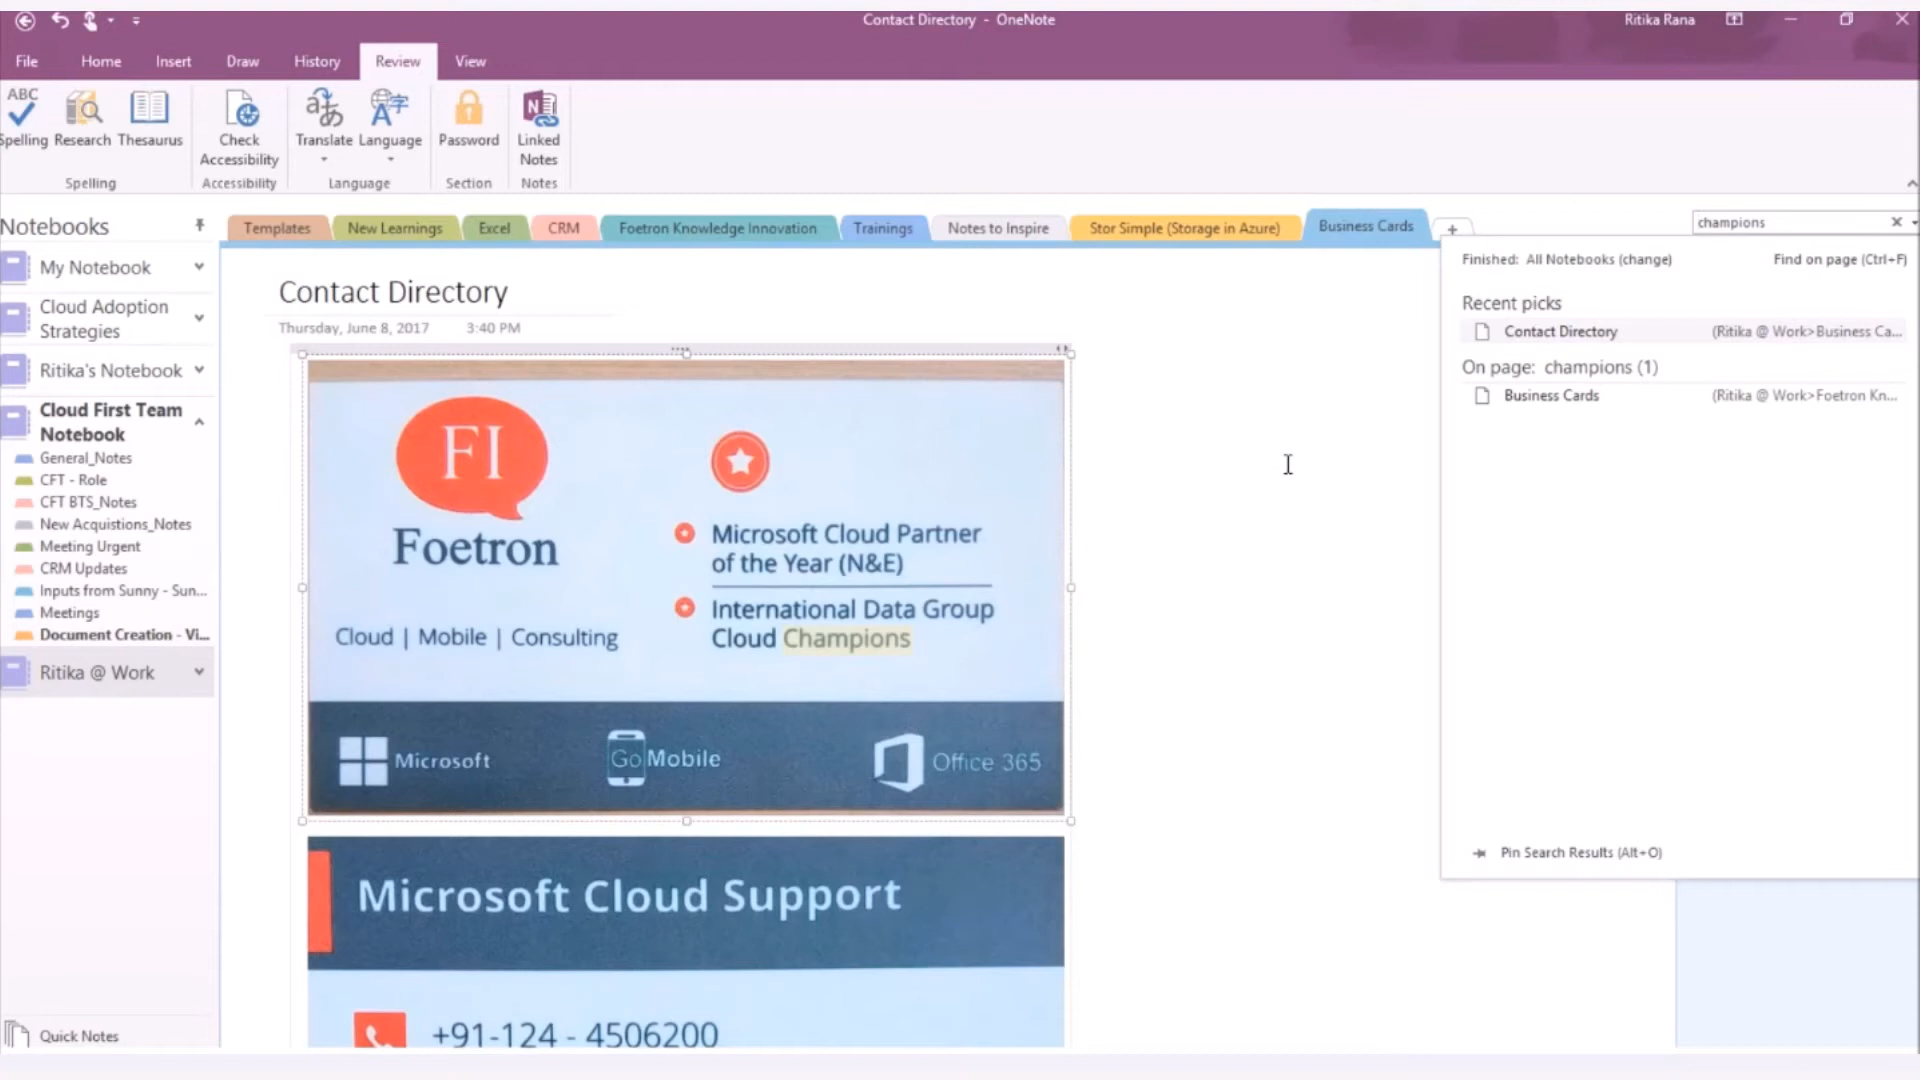 Contact Directory - OneNote
Ritika Rana
File Home Insert Draw History Review View
ABC
Spelling Research Thesaurus
Check Accessibility
Translate Language
Password
Linked Notes
Spelling Accessibility Language Section Notes
Notebooks
My Notebook
Cloud Adoption
Strategies
Ritika's Notebook
Cloud First Team
Notebook
General_Notes
CFT - Role
CFT BTS_Notes
New Acquistions_Notes
Meeting Urgent
CRM Updates
Inputs from Sunny - Sun...
Meetings
Document Creation - Vi...
Ritika @ Work
Quick Notes
Templates New Learnings Excel CRM Foetron Knowledge Innovation Trainings Notes to Inspire Stor Simple (Storage in Azure) Business Cards +
Contact Directory
Thursday, June 8, 2017 3:40 PM
FI
Foetron
Cloud | Mobile | Consulting
Microsoft Cloud Partner
of the Year (N&E)
International Data Group
Cloud Champions
Microsoft
Go Mobile
Office 365
Microsoft Cloud Support
+91-124 - 4506200
champions
Finished: All Notebooks (change) Find on page (Ctrl+F)
Recent picks
Contact Directory (Ritika @ Work>Business Ca...
On page: champions (1)
Business Cards (Ritika @ Work>Foetron Kn...
Pin Search Results (Alt+O)